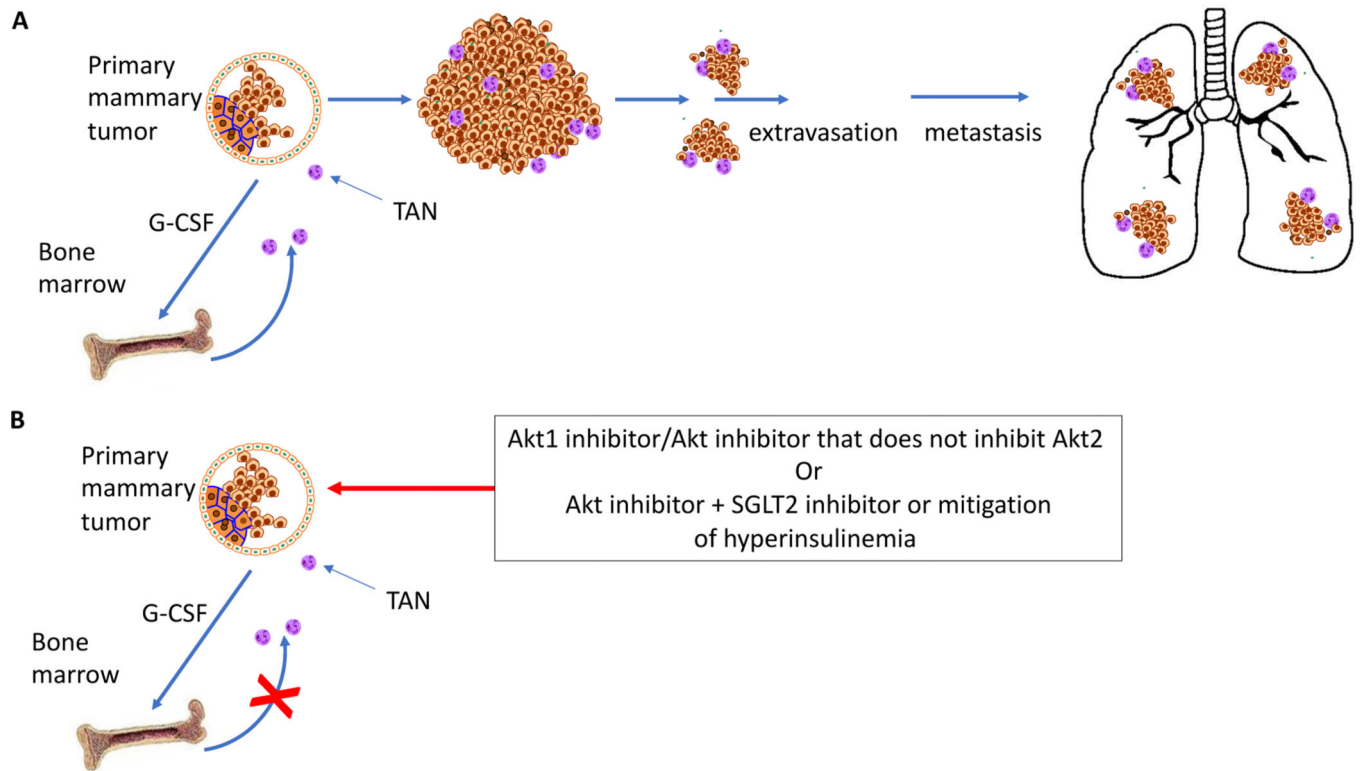 A
Primary
mammary
tumor
extravasation
metastasis
TAN
G-CSF
Bone
marrow
B
Primary
mammary
tumor
Akt1 inhibitor/Akt inhibitor that does not inhibit Akt2
Or
Akt inhibitor + SGLT2 inhibitor or mitigation
of hyperinsulinemia
TAN
G-CSF
Bone
marrow